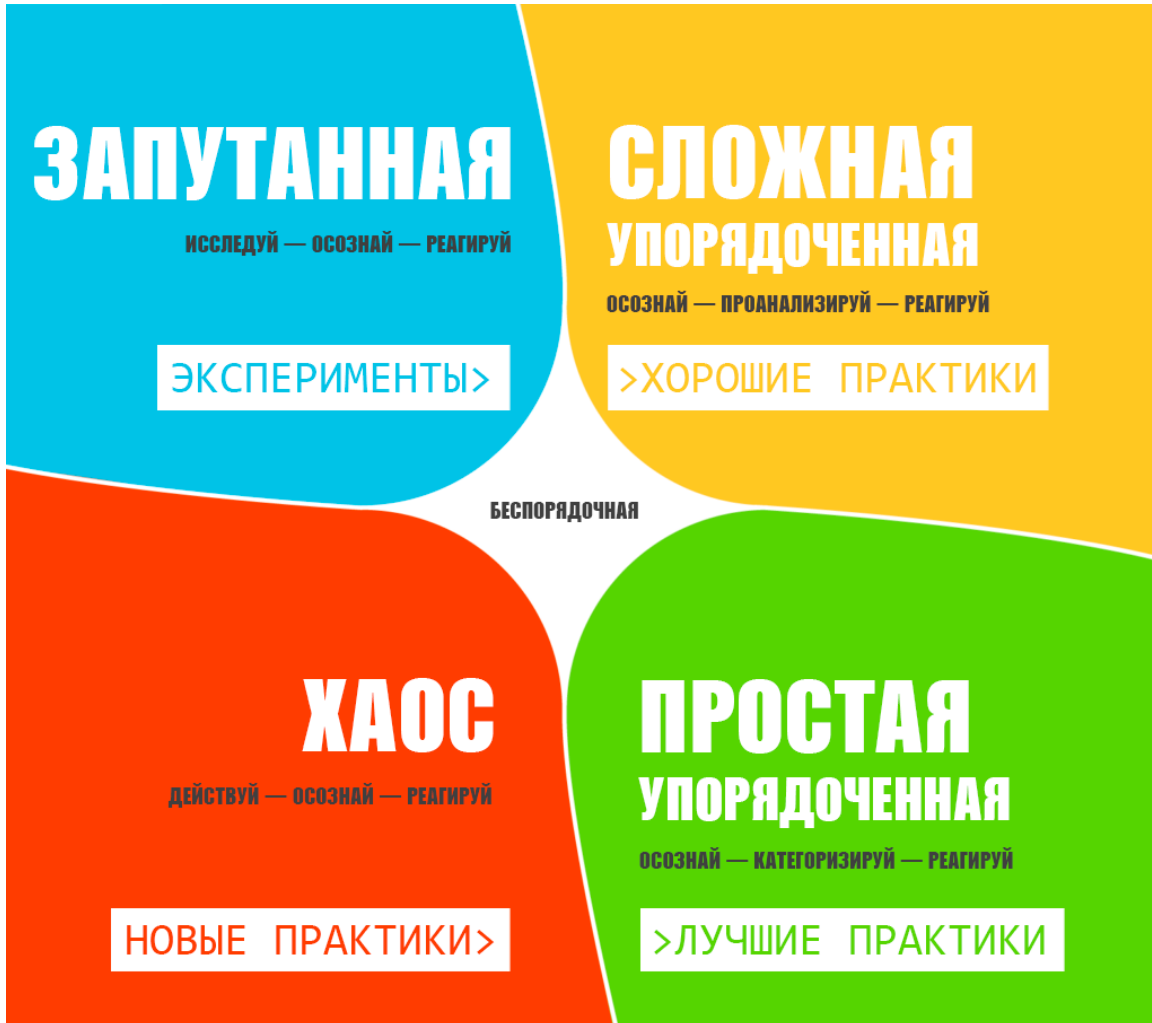 ЗАПУТАННАЯ
ИССЛЕДУЙ — ОСОЗНАЙ — РЕАГИРУЙ
ЭКСПЕРИМЕНТЫ>
СЛОЖНАЯ
УПОРЯДОЧЕННАЯ
ОСОЗНАЙ — ПРОАНАЛИЗИРУЙ — РЕАГИРУЙ
>ХОРОШИЕ ПРАКТИКИ
БЕСПОРЯДОЧНАЯ
ХАОС
ДЕЙСТВУЙ — ОСОЗНАЙ — РЕАГИРУЙ
НОВЫЕ ПРАКТИКИ>
ПРОСТАЯ
УПОРЯДОЧЕННАЯ
ОСОЗНАЙ — КАТЕГОРИЗИРУЙ — РЕАГИРУЙ
>ЛУЧШИЕ ПРАКТИКИ